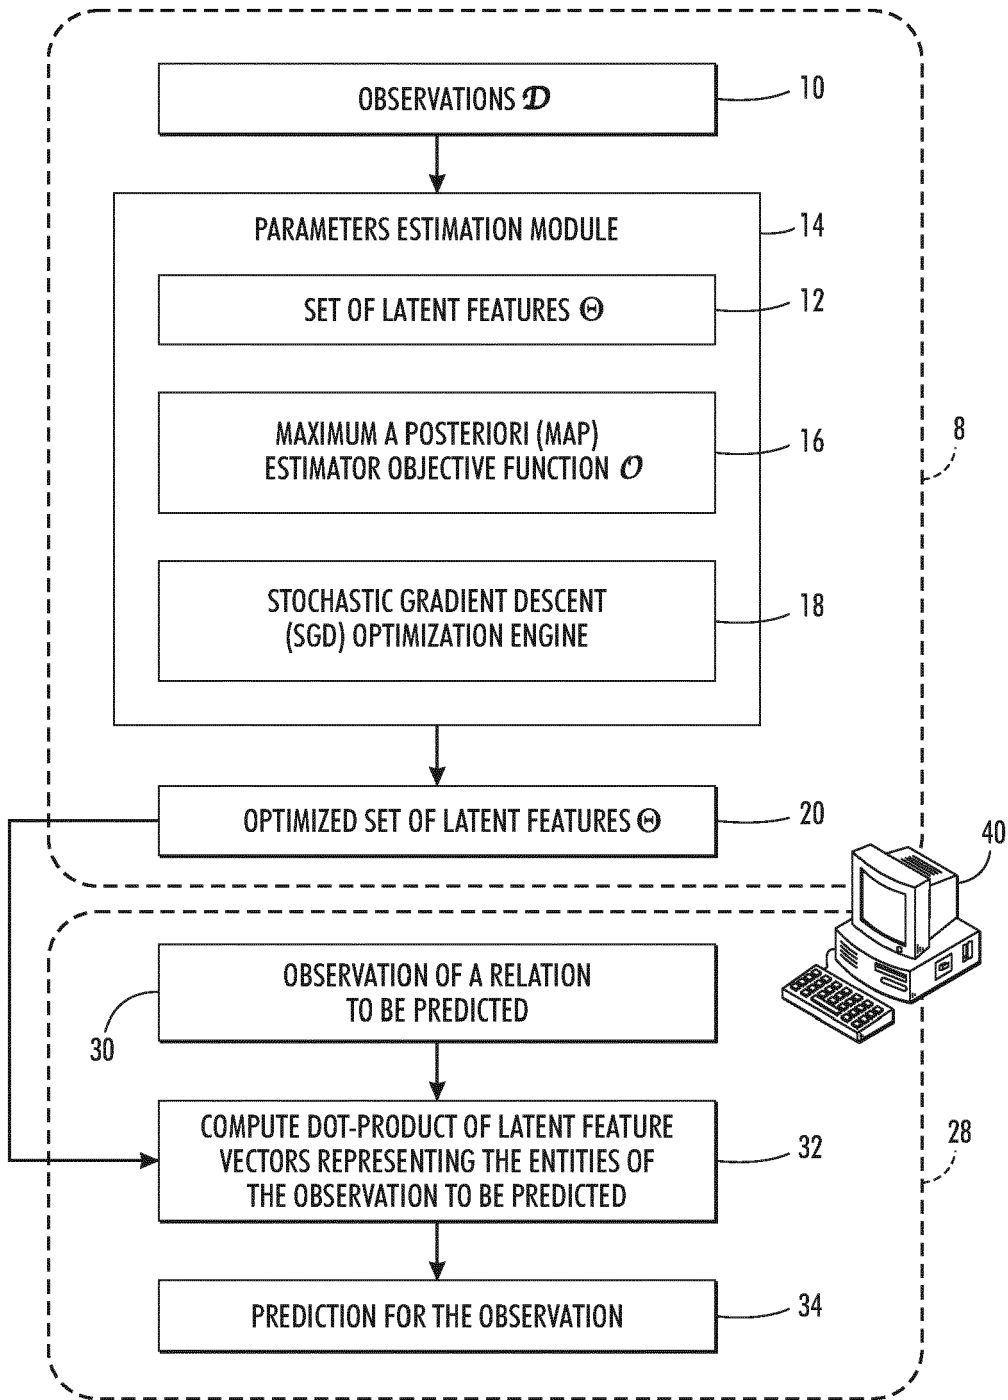 OBSERVATIONS 𝓓
10
PARAMETERS ESTIMATION MODULE
14
SET OF LATENT FEATURES Θ
12
MAXIMUM A POSTERIORI (MAP)
ESTIMATOR OBJECTIVE FUNCTION 𝒪
16
8
STOCHASTIC GRADIENT DESCENT
(SGD) OPTIMIZATION ENGINE
18
OPTIMIZED SET OF LATENT FEATURES Θ
20
40
OBSERVATION OF A RELATION
TO BE PREDICTED
30
COMPUTE DOT-PRODUCT OF LATENT FEATURE
VECTORS REPRESENTING THE ENTITIES OF
THE OBSERVATION TO BE PREDICTED
32
28
PREDICTION FOR THE OBSERVATION
34